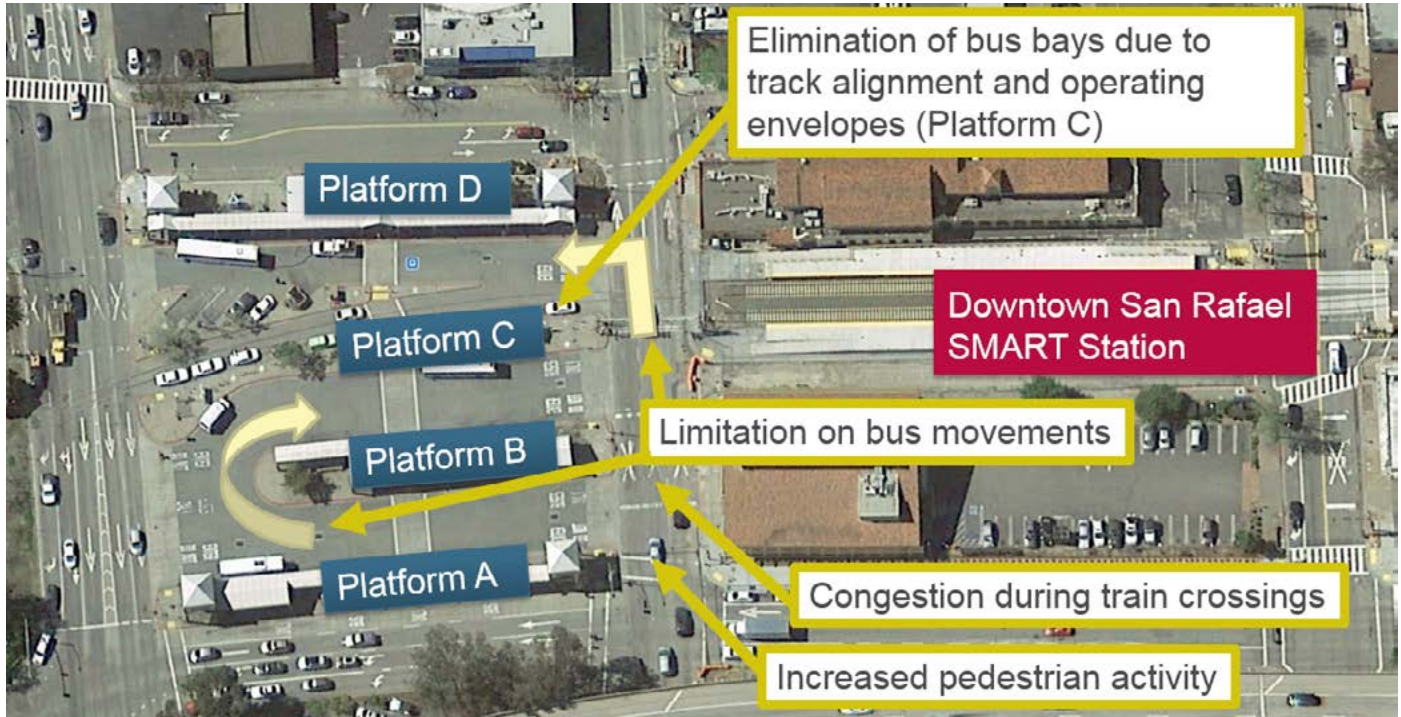 Elimination of bus bays due to
track alignment and operating
envelopes (Platform C)
Platform D
Downtown San Rafael
SMART Station
Platform C
Limitation on bus movements
Platform B
Platform A
Congestion during train crossings
Increased pedestrian activity